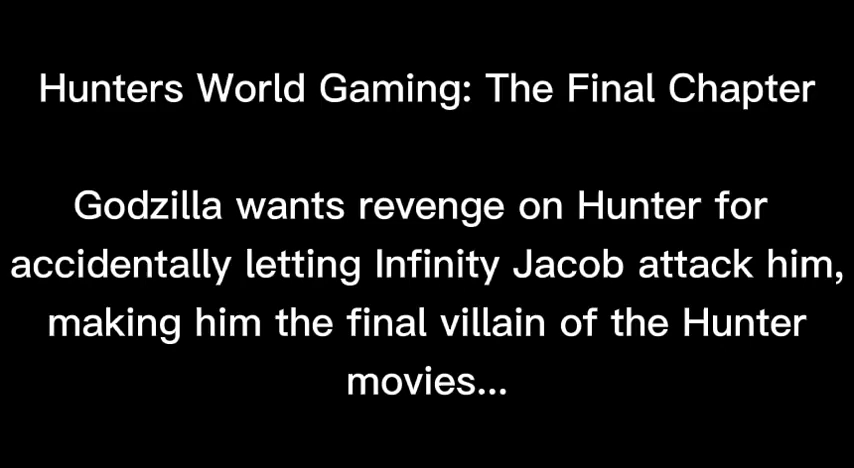 Hunters World Gaming: The Final Chapter
Godzilla wants revenge on Hunter for
accidentally letting Infinity Jacob attack him,
making him the final villain of the Hunter
movies...